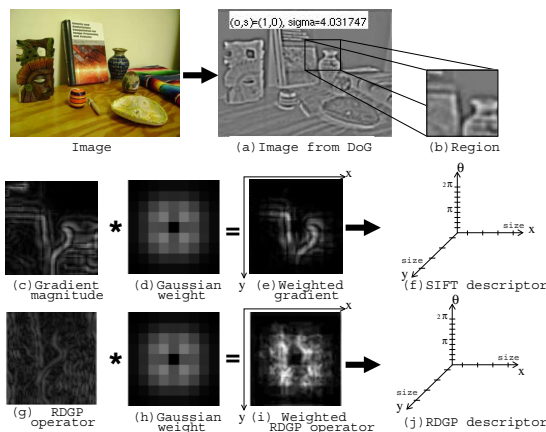 (o,s)=(1,0), sigma=4.031747
Image
(a)Image from DoG
(b)Region
x
y
*
=
(c)Gradient magnitude
(d)Gaussian weight
(e)Weighted gradient
θ
2π
π
size
x
size
y
(f)SIFT descriptor
x
y
*
=
(g) RDGP operator
(h)Gaussian weight
(i) Weighted RDGP operator
θ
2π
π
size
x
size
y
(j)RDGP descriptor